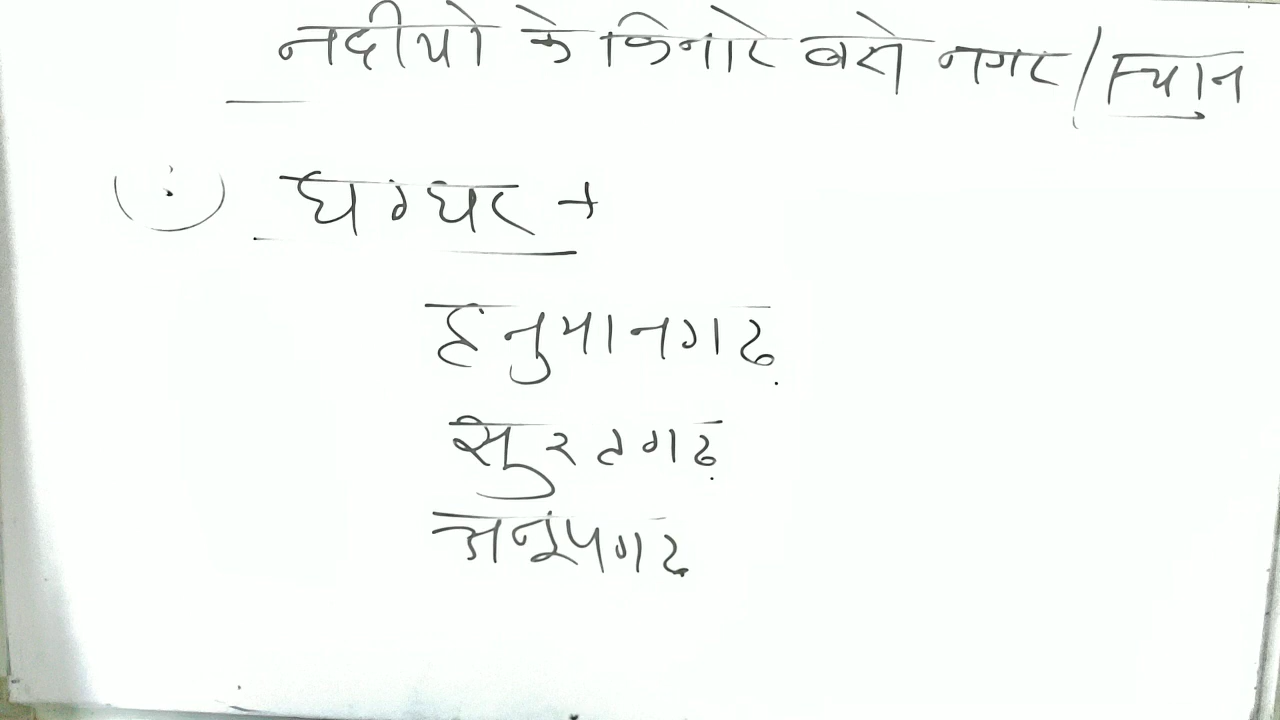 नदीयो के किनारे बसे नगर/स्थान
घग्घर →
हनुमानगढ़
सुरतगढ़
अनूपगढ